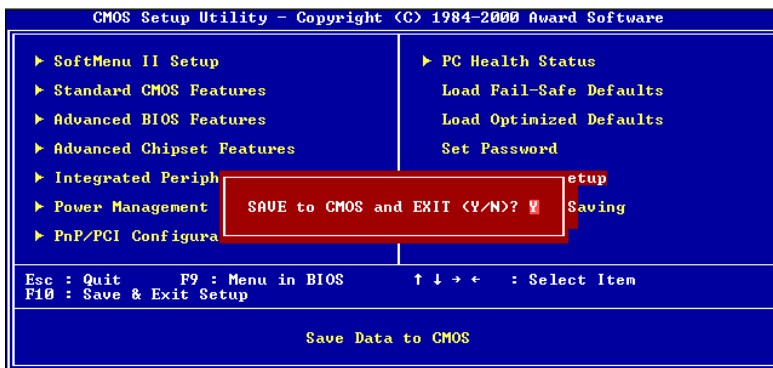 CMOS Setup Utility - Copyright (C) 1984-2000 Award Software
► SoftMenu II Setup
► Standard CMOS Features
► Advanced BIOS Features
► Advanced Chipset Features
► Integrated Periph
► Power Management
► PnP/PCI Configura
► PC Health Status
Load Fail-Safe Defaults
Load Optimized Defaults
Set Password
etup
Saving
SAVE to CMOS and EXIT (Y/N)? Y
Esc : Quit F9 : Menu in BIOS ↑ ↓ → ← : Select Item
F10 : Save & Exit Setup
Save Data to CMOS